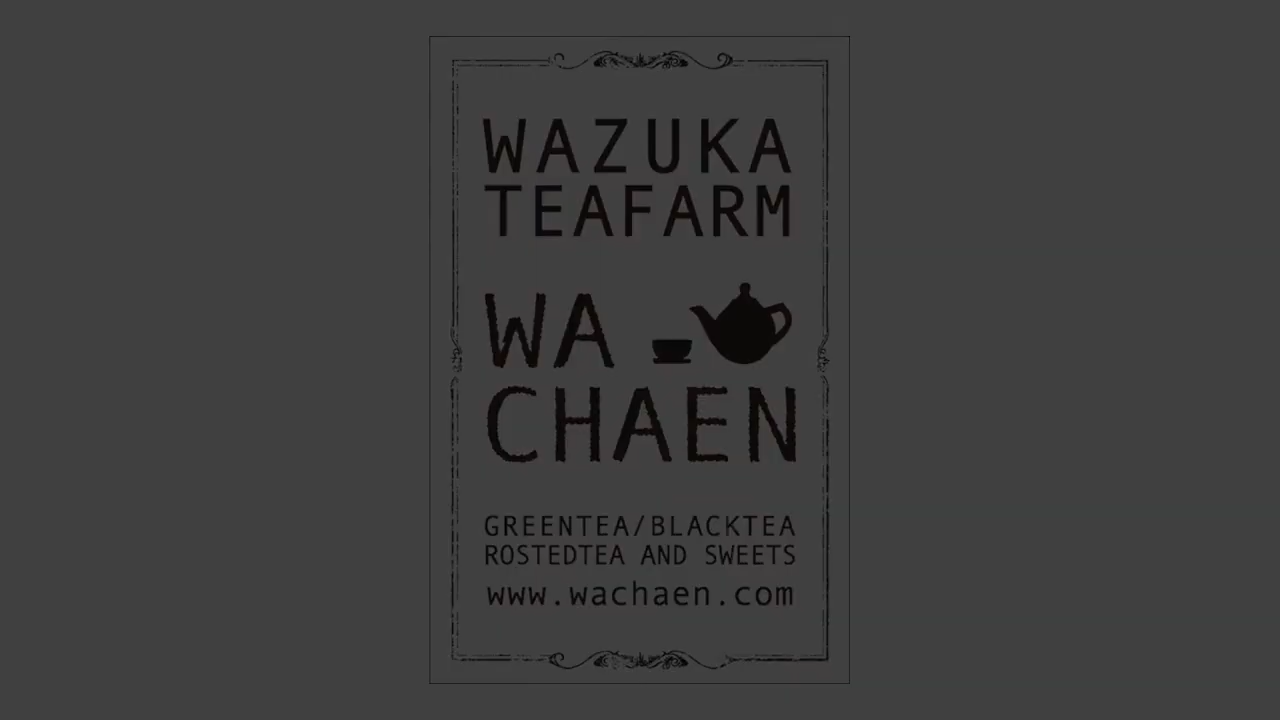 WAZUKA
TEAFARM
WA
CHAEN
GREENTEA/BLACKTEA
ROSTEDTEA AND SWEETS
www.wachaen.com